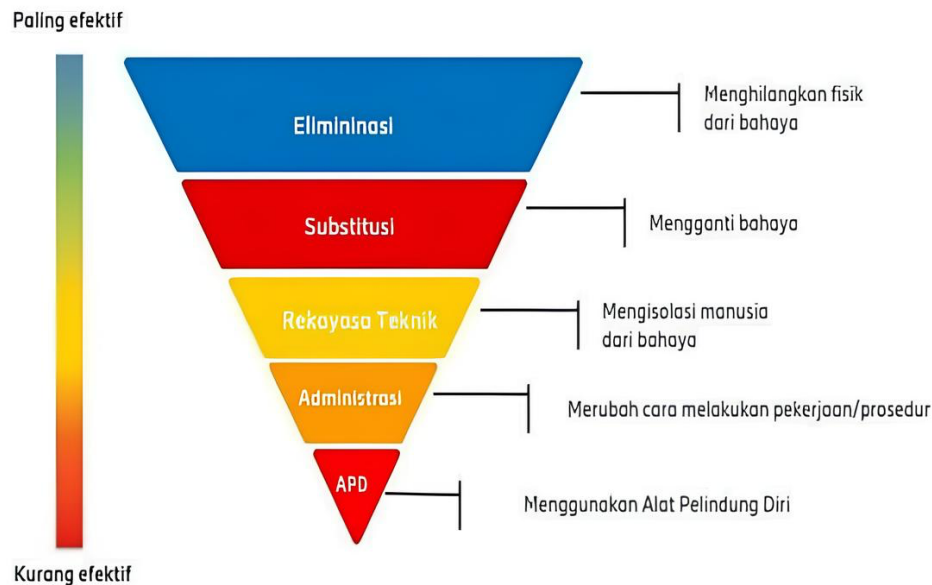 Paling efektif
Elimininasi
Menghilangkan fisik
dari bahaya
Substitusi
Mengganti bahaya
Rekayasa Teknik
Mengisolasi manusia
dari bahaya
Administrasi
Merubah cara melakukan pekerjaan/prosedur
APD
Menggunakan Alat Pelindung Diri
Kurang efektif